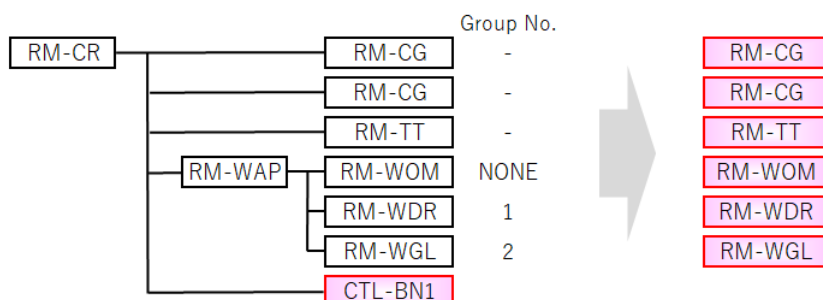 Group No.
RM-CR RM-CG - RM-CG
RM-CG - RM-CG
RM-TT - RM-TT
RM-WAP RM-WOM NONE RM-WOM
RM-WDR 1 RM-WDR
RM-WGL 2 RM-WGL
CTL-BN1